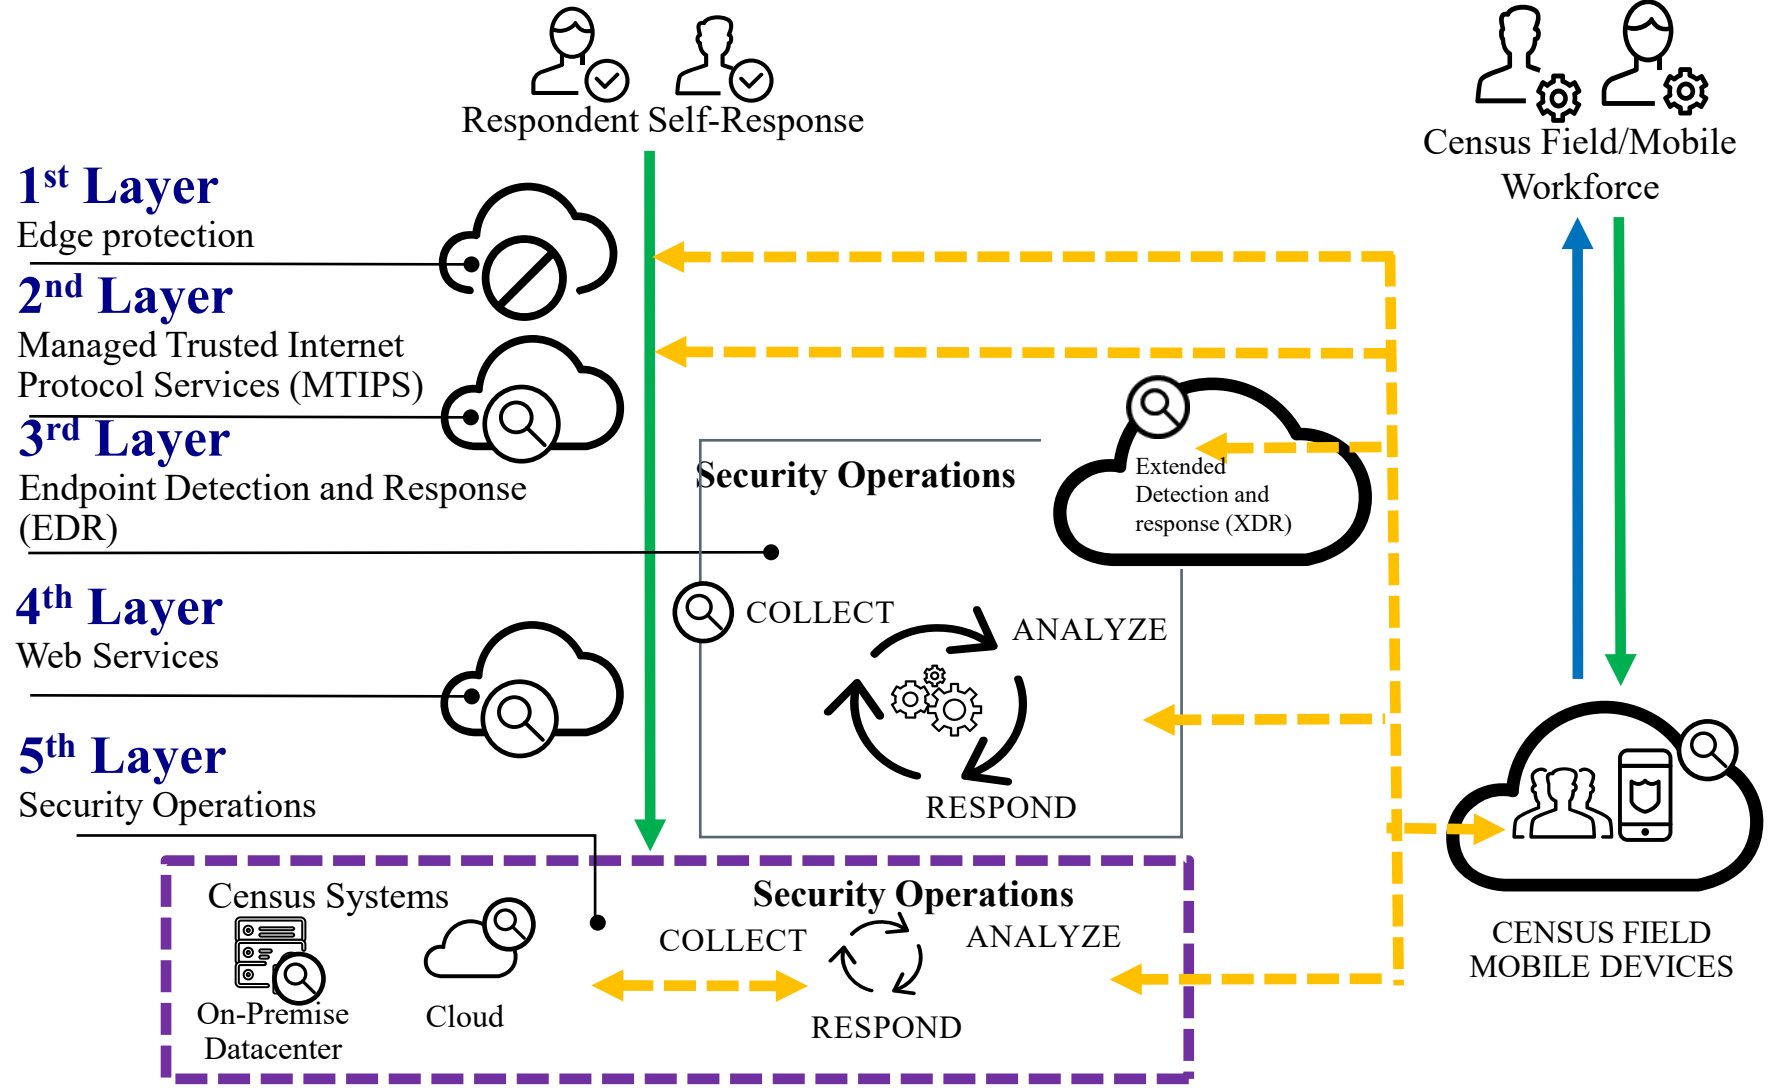 Respondent Self-Response
Census Field/Mobile
Workforce
1st Layer
Edge protection
2nd Layer
Managed Trusted Internet
Protocol Services (MTIPS)
3rd Layer
Endpoint Detection and Response
(EDR)
4th Layer
Web Services
5th Layer
Security Operations
Security Operations
Extended
Detection and
response (XDR)
COLLECT
ANALYZE
RESPOND
Census Systems
On-Premise
Datacenter
Cloud
Security Operations
COLLECT
ANALYZE
RESPOND
CENSUS FIELD
MOBILE DEVICES